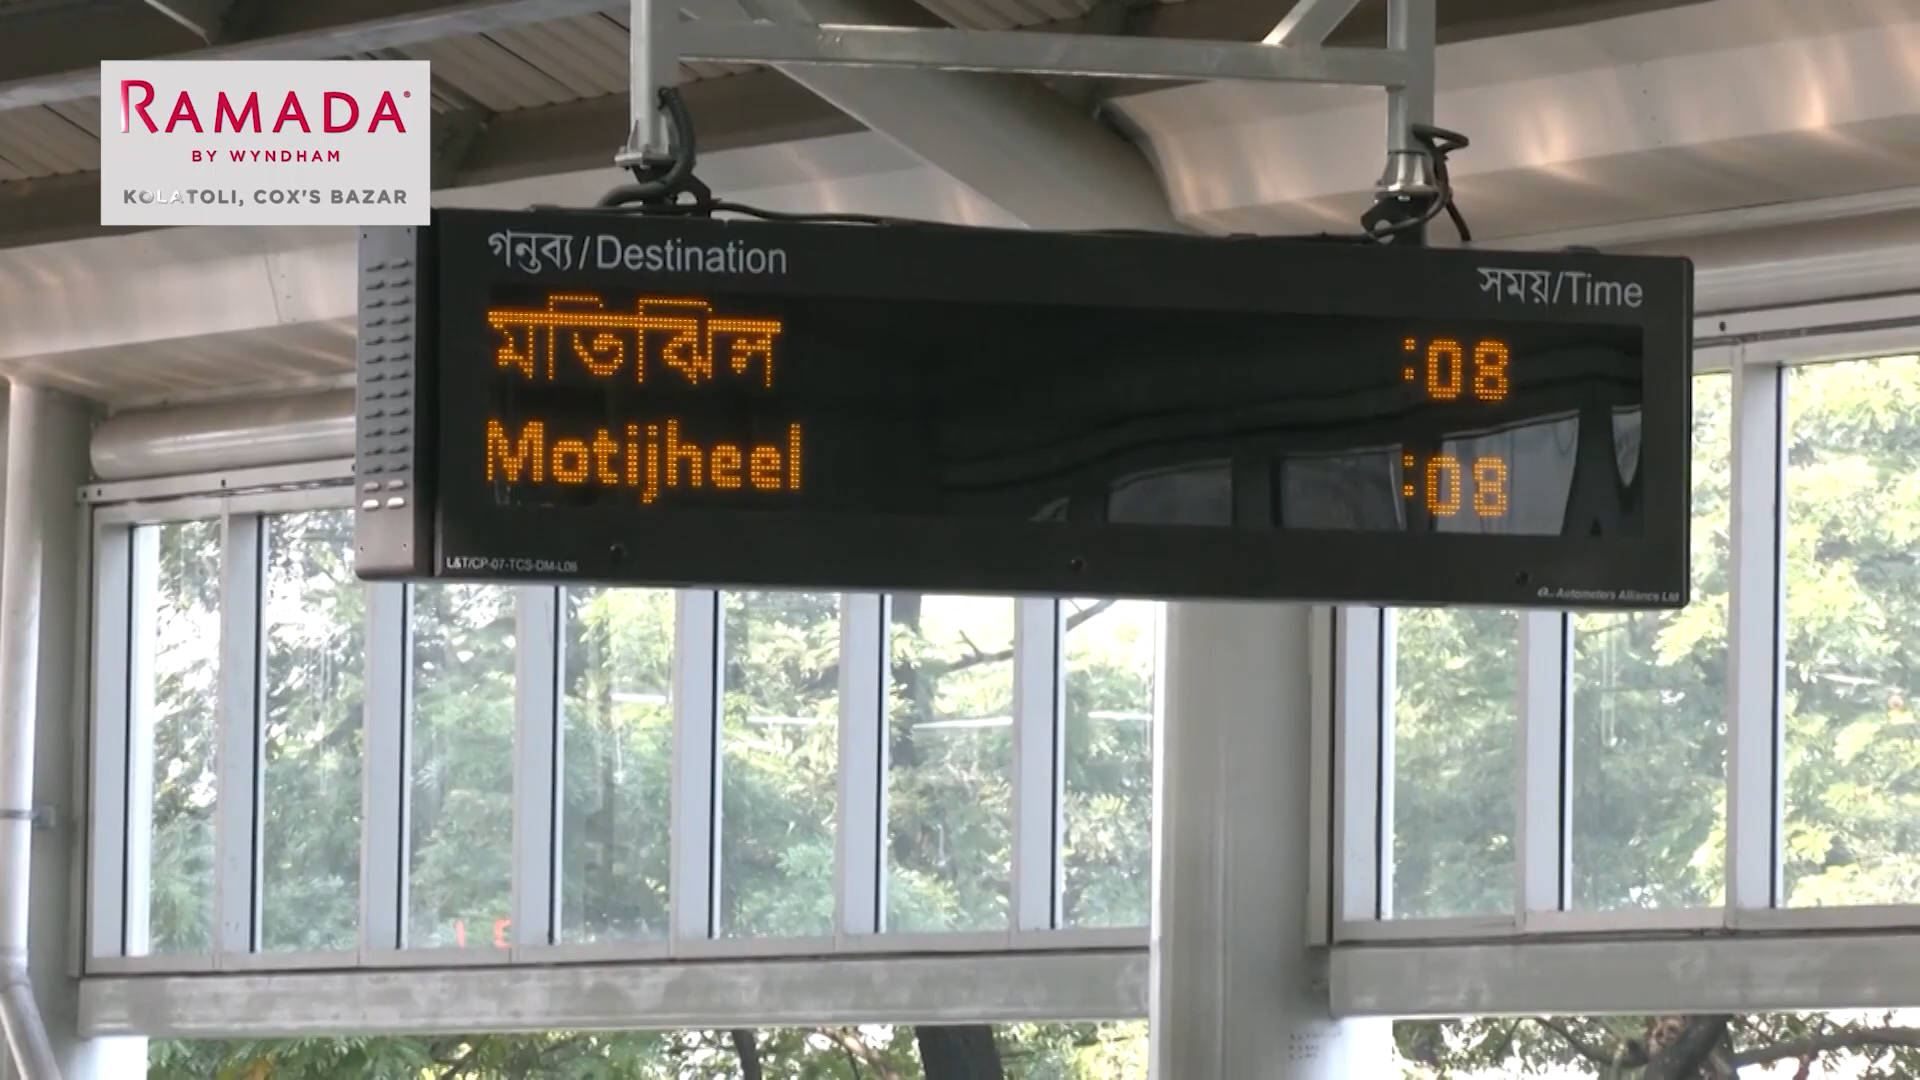 RAMADA
BY WYNDHAM
KOLATOLI, COX'S BAZAR
গন্তব্য/Destination
সময়/Time
মতিঝিল :08
Motijheel :08
L&T/CP-07-TCS-DM-L06
Autometers Alliance Ltd